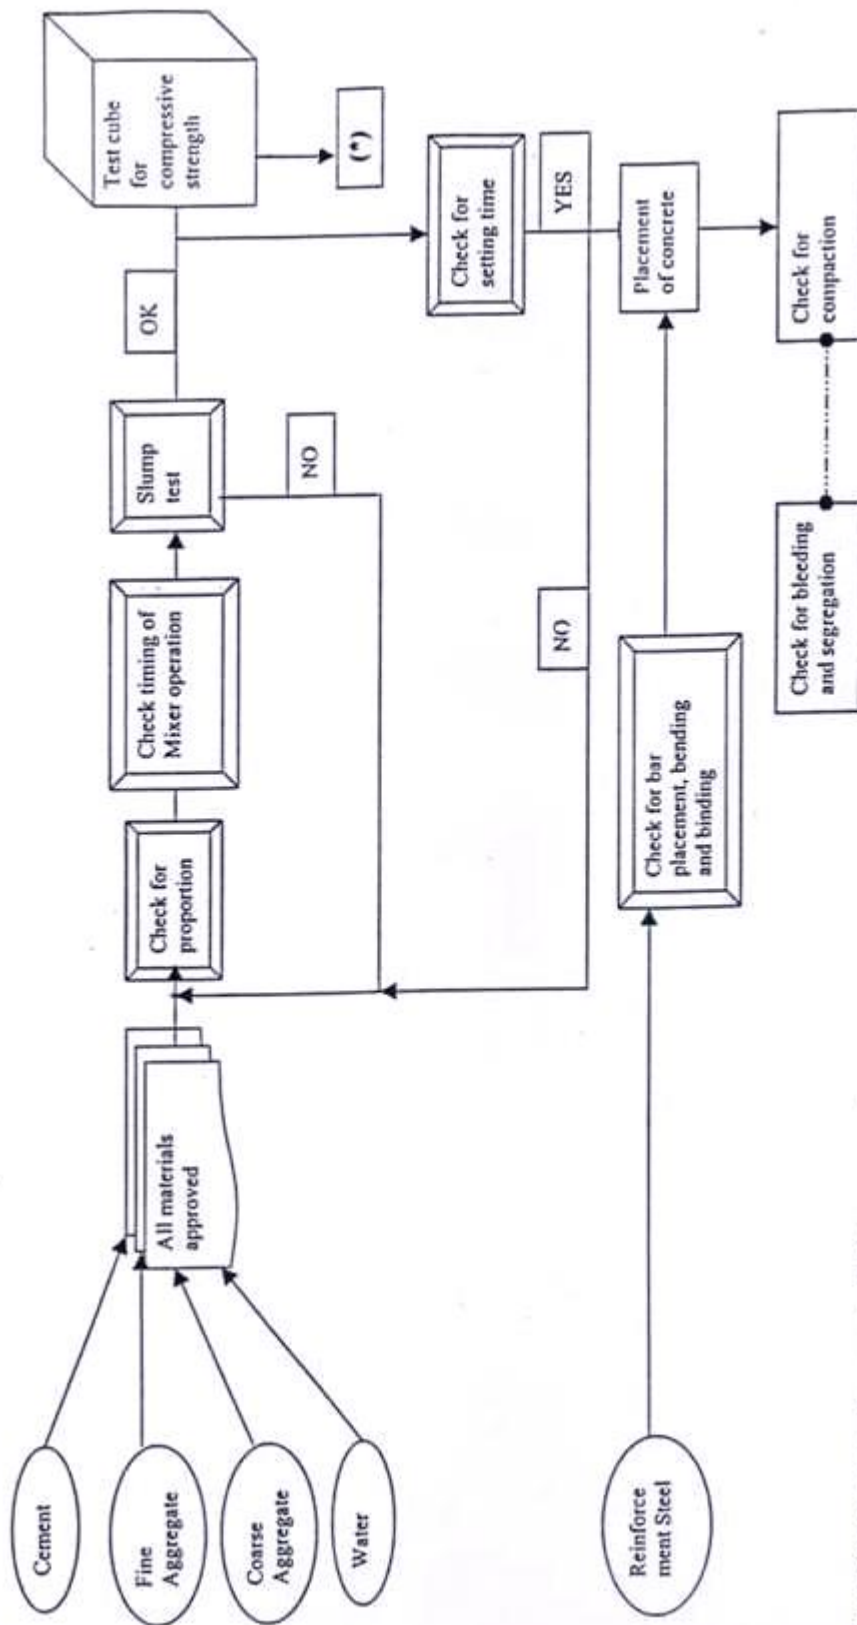 Cement
Fine
Aggregate
Coarse
Aggregate
Water
All materials
approved
Check for
proportion
Check timing of
Mixer operation
Slump
test
OK
Test cube
for
compressive
strength
(*)
NO
Check for
setting time
YES
NO
Reinforce
ment Steel
Check for bar
placement, bending
and binding
Placement
of concrete
Check for bleeding
and segregation
Check for
compaction